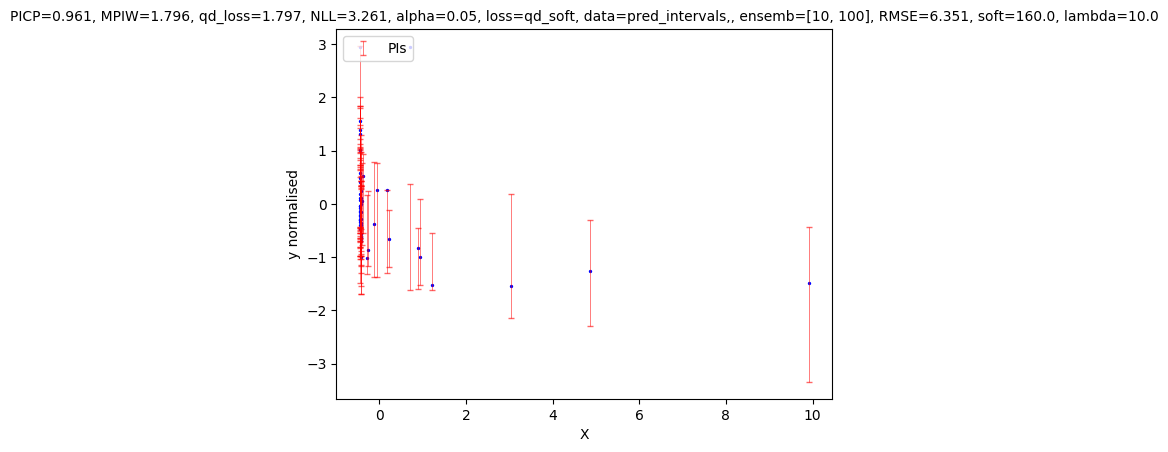 PICP=0.961, MPIW=1.796, qd_loss=1.797, NLL=3.261, alpha=0.05, loss=qd_soft, data=pred_intervals,, ensemb=[10, 100], RMSE=6.351, soft=160.0, lambda=10.0
PIs
3
2
1
0
−1
−2
−3
y normalised
0 2 4 6 8 10
X